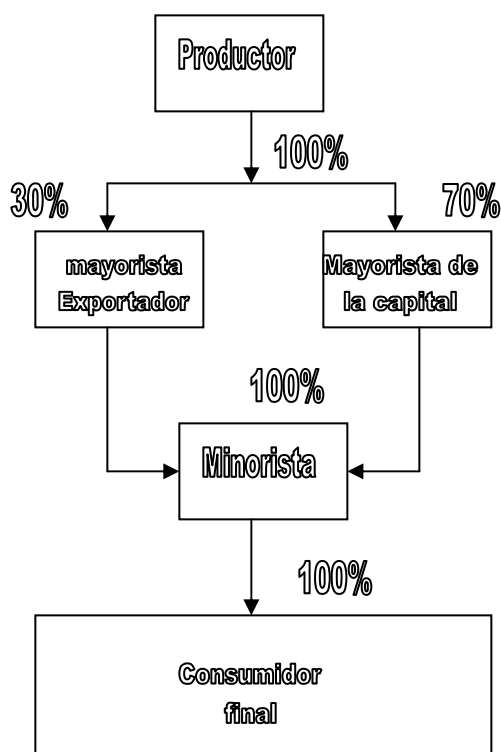 Productor
100%
30%
70%
mayorista
Exportador
Mayorista de
la capital
100%
Minorista
100%
Consumidor
final